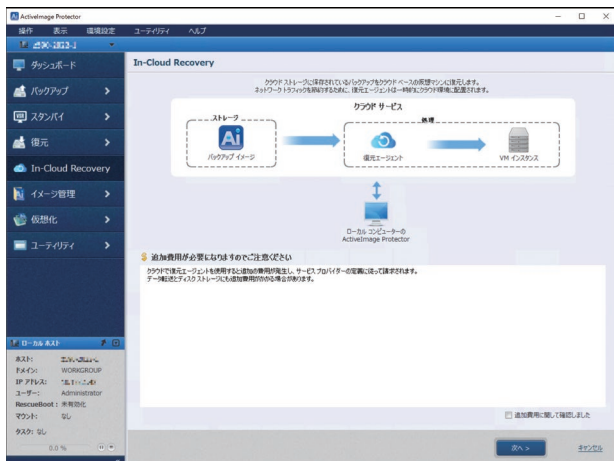 ActiveImage Protector
操作 表示 環境設定 ユーティリティ ヘルプ
ダッシュボード
バックアップ
スタンバイ
復元
In-Cloud Recovery
イメージ管理
仮想化
ユーティリティ
In-Cloud Recovery
クラウド ストレージに保存されているバックアップをクラウド ベースの仮想マシンに復元します。
ネットワーク トラフィックを節約するために、復元エージェントは一時的にクラウド環境に配置されます。
クラウド サービス
ストレージ
処理
Ai
バックアップ イメージ
復元エージェント
VM インスタンス
ローカル コンピューターの
ActiveImage Protector
追加費用が必要になりますのでご注意ください
クラウドで復元エージェントを使用すると追加の費用が発生し、サービス プロバイダーの定義に従って請求されます。
データ転送とディスク ストレージにも追加費用がかかる場合があります。
ローカル ホスト
ホスト:
ドメイン: WORKGROUP
IP アドレス:
ユーザー: Administrator
RescueBoot : 未有効化
マウント: なし
タスク: なし
0.0 %
追加費用に関して確認しました
次へ >
キャンセル